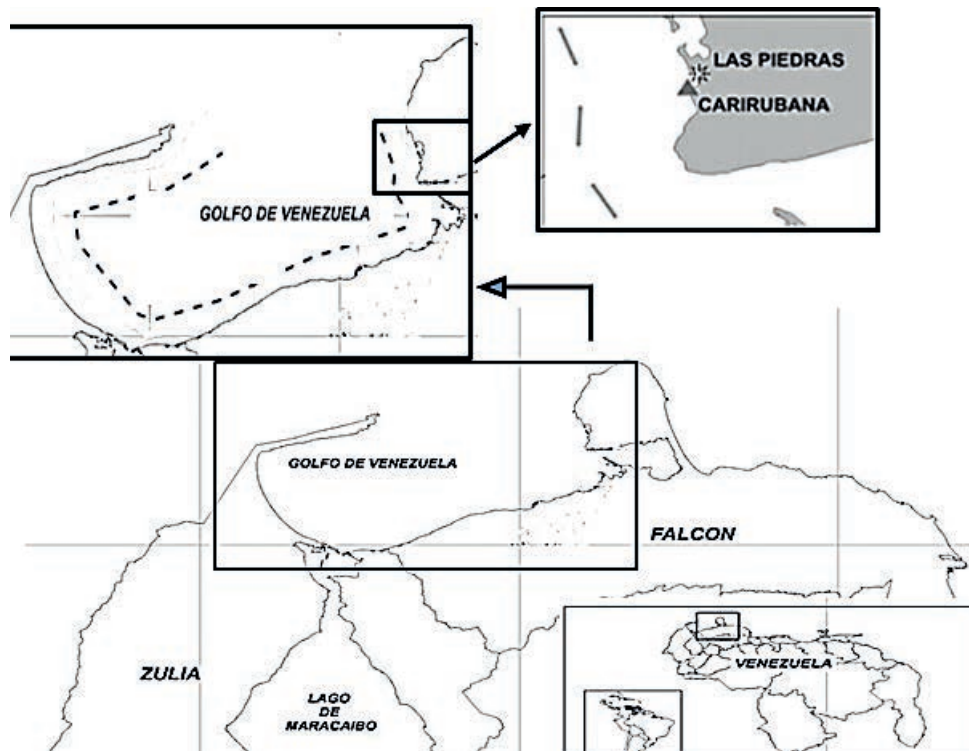 LAS PIEDRAS
CARIRUBANA
GOLFO DE VENEZUELA
GOLFO DE VENEZUELA
FALCON
ZULIA
LAGO
DE
MARACAIBO
VENEZUELA